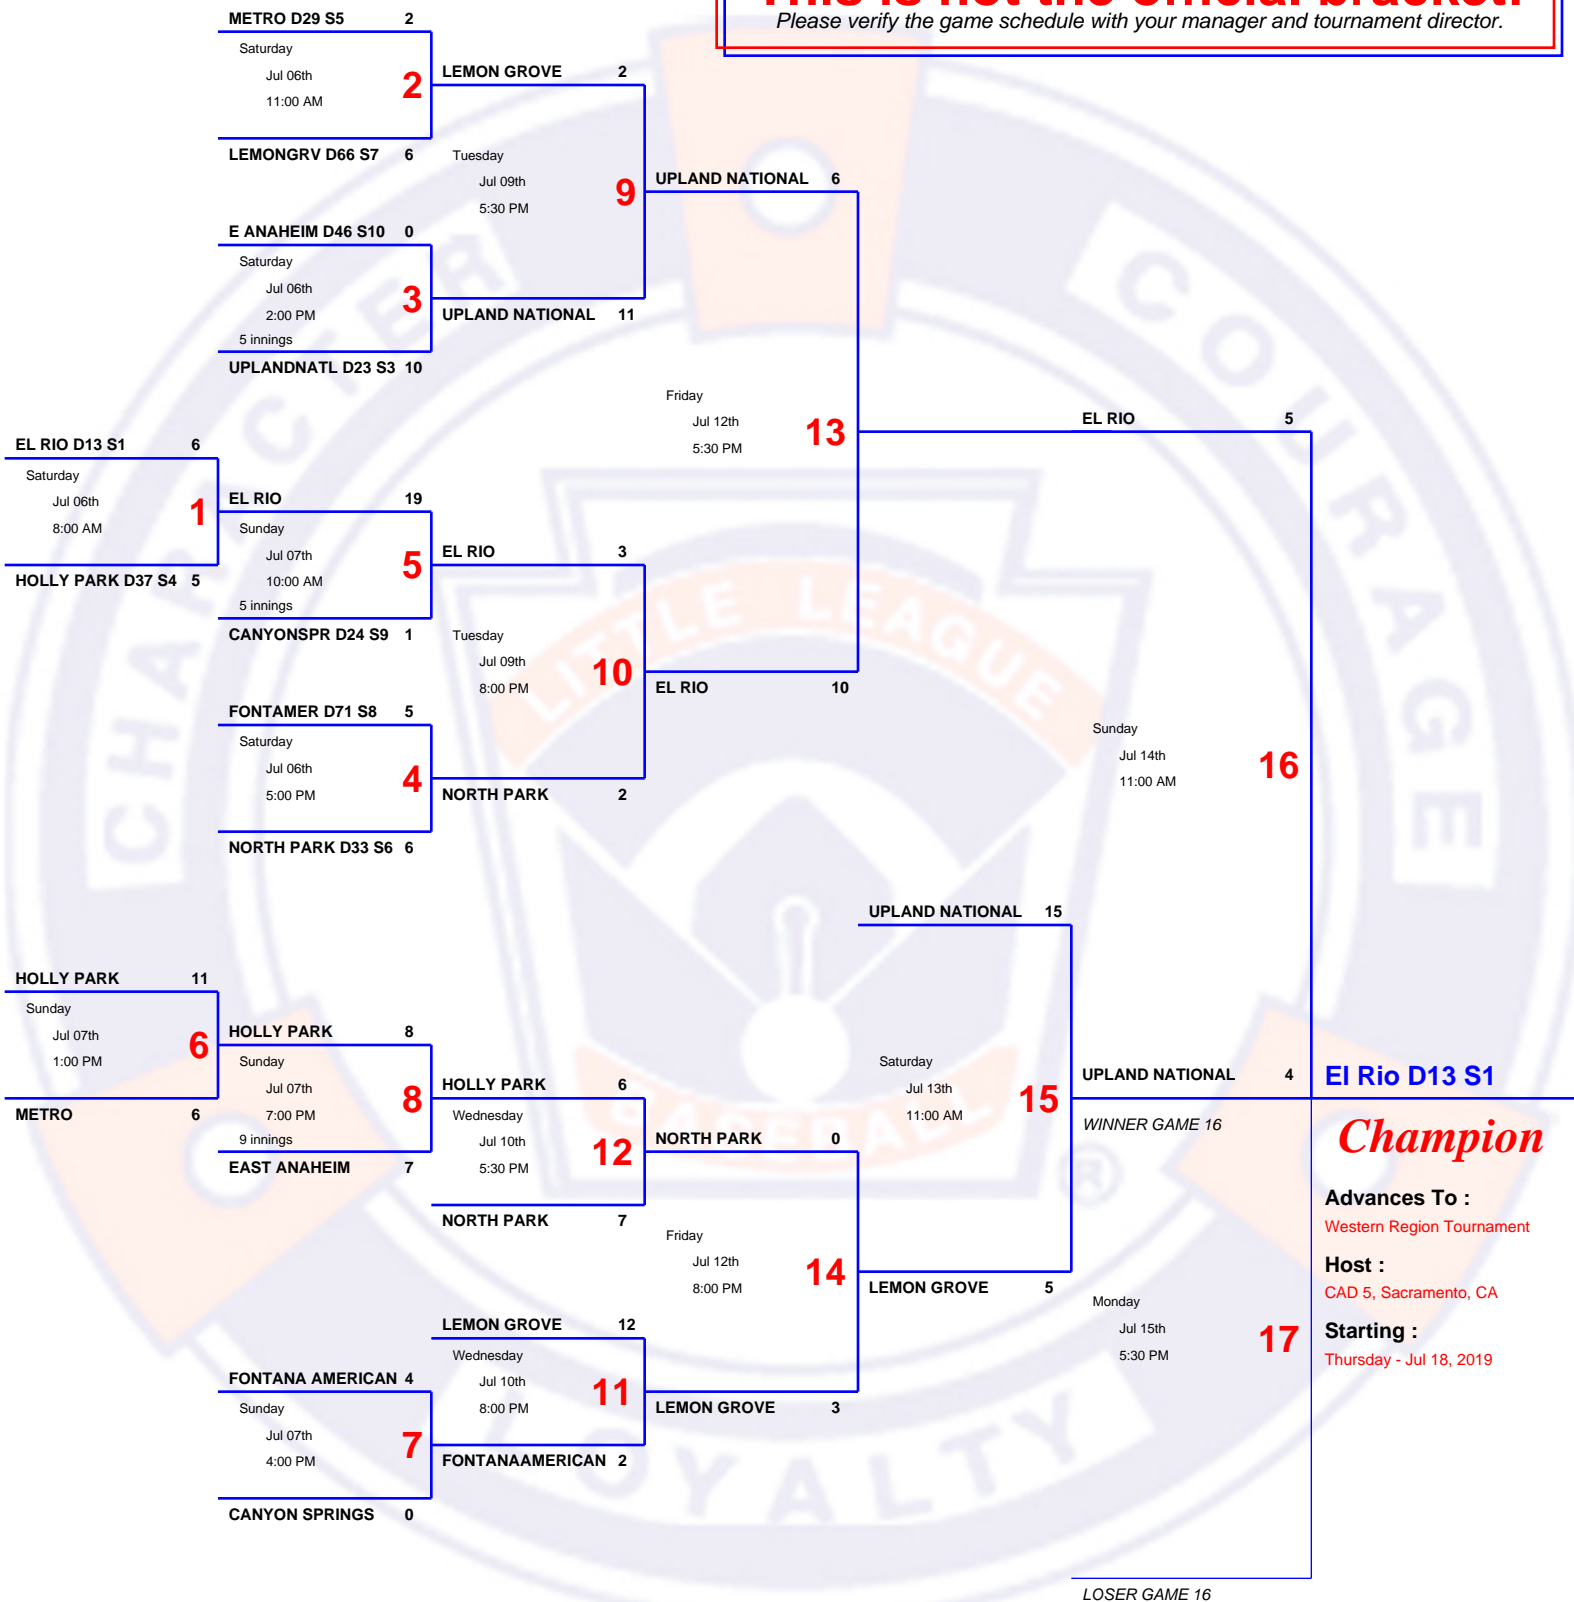 This is not the official bracket!
Please verify the game schedule with your manager and tournament director.
METRO D29 S5 2
Saturday
Jul 06th
11:00 AM
2
LEMONGRV D66 S7 6
LEMON GROVE 2
Tuesday
Jul 09th
5:30 PM
9
E ANAHEIM D46 S10 0
Saturday
Jul 06th
2:00 PM
5 innings
3
UPLANDNATL D23 S3 10
UPLAND NATIONAL 11
UPLAND NATIONAL 6
Friday
Jul 12th
5:30 PM
13
EL RIO D13 S1 6
Saturday
Jul 06th
8:00 AM
1
HOLLY PARK D37 S4 5
EL RIO 19
Sunday
Jul 07th
10:00 AM
5 innings
5
CANYONSPR D24 S9 1
EL RIO 3
Tuesday
Jul 09th
8:00 PM
10
EL RIO 10
FONTAMER D71 S8 5
Saturday
Jul 06th
5:00 PM
4
NORTH PARK D33 S6 6
NORTH PARK 2
EL RIO 5
Sunday
Jul 14th
11:00 AM
16
HOLLY PARK 11
Sunday
Jul 07th
1:00 PM
6
METRO 6
HOLLY PARK 8
Sunday
Jul 07th
7:00 PM
9 innings
8
EAST ANAHEIM 7
HOLLY PARK 6
Wednesday
Jul 10th
5:30 PM
12
NORTH PARK 7
NORTH PARK 0
Friday
Jul 12th
8:00 PM
14
LEMON GROVE 12
Wednesday
Jul 10th
8:00 PM
11
FONTANAAMERICAN 2
LEMON GROVE 3
FONTANA AMERICAN 4
Sunday
Jul 07th
4:00 PM
7
CANYON SPRINGS 0
UPLAND NATIONAL 15
Saturday
Jul 13th
11:00 AM
15
LEMON GROVE 5
UPLAND NATIONAL 4
WINNER GAME 16
Monday
Jul 15th
5:30 PM
17
LOSER GAME 16
El Rio D13 S1
Champion
Advances To :
Western Region Tournament
Host :
CAD 5, Sacramento, CA
Starting :
Thursday - Jul 18, 2019
CHARACTER
COURAGE
LOYALTY
LITTLE LEAGUE
BASEBALL
®